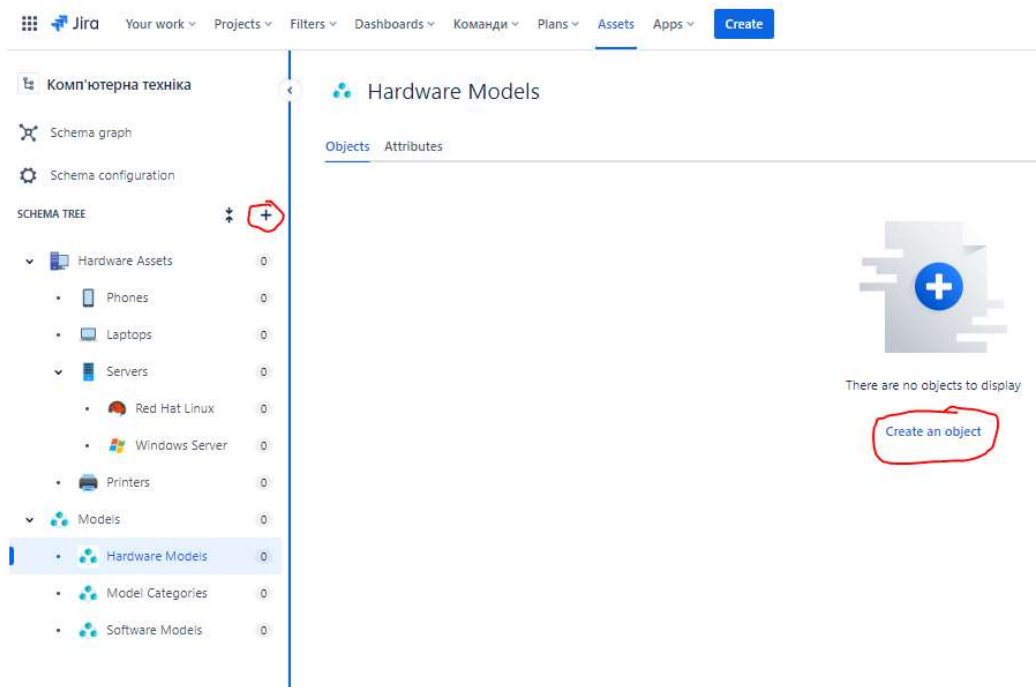 Jira Your work Projects Filters Dashboards Команди Plans Assets Apps Create
Комп'ютерна техніка
Schema graph
Schema configuration
SCHEMA TREE
Hardware Assets 0
Phones 0
Laptops 0
Servers 0
Red Hat Linux 0
Windows Server 0
Printers 0
Models 0
Hardware Models 0
Model Categories 0
Software Models 0
Hardware Models
Objects Attributes
There are no objects to display
Create an object